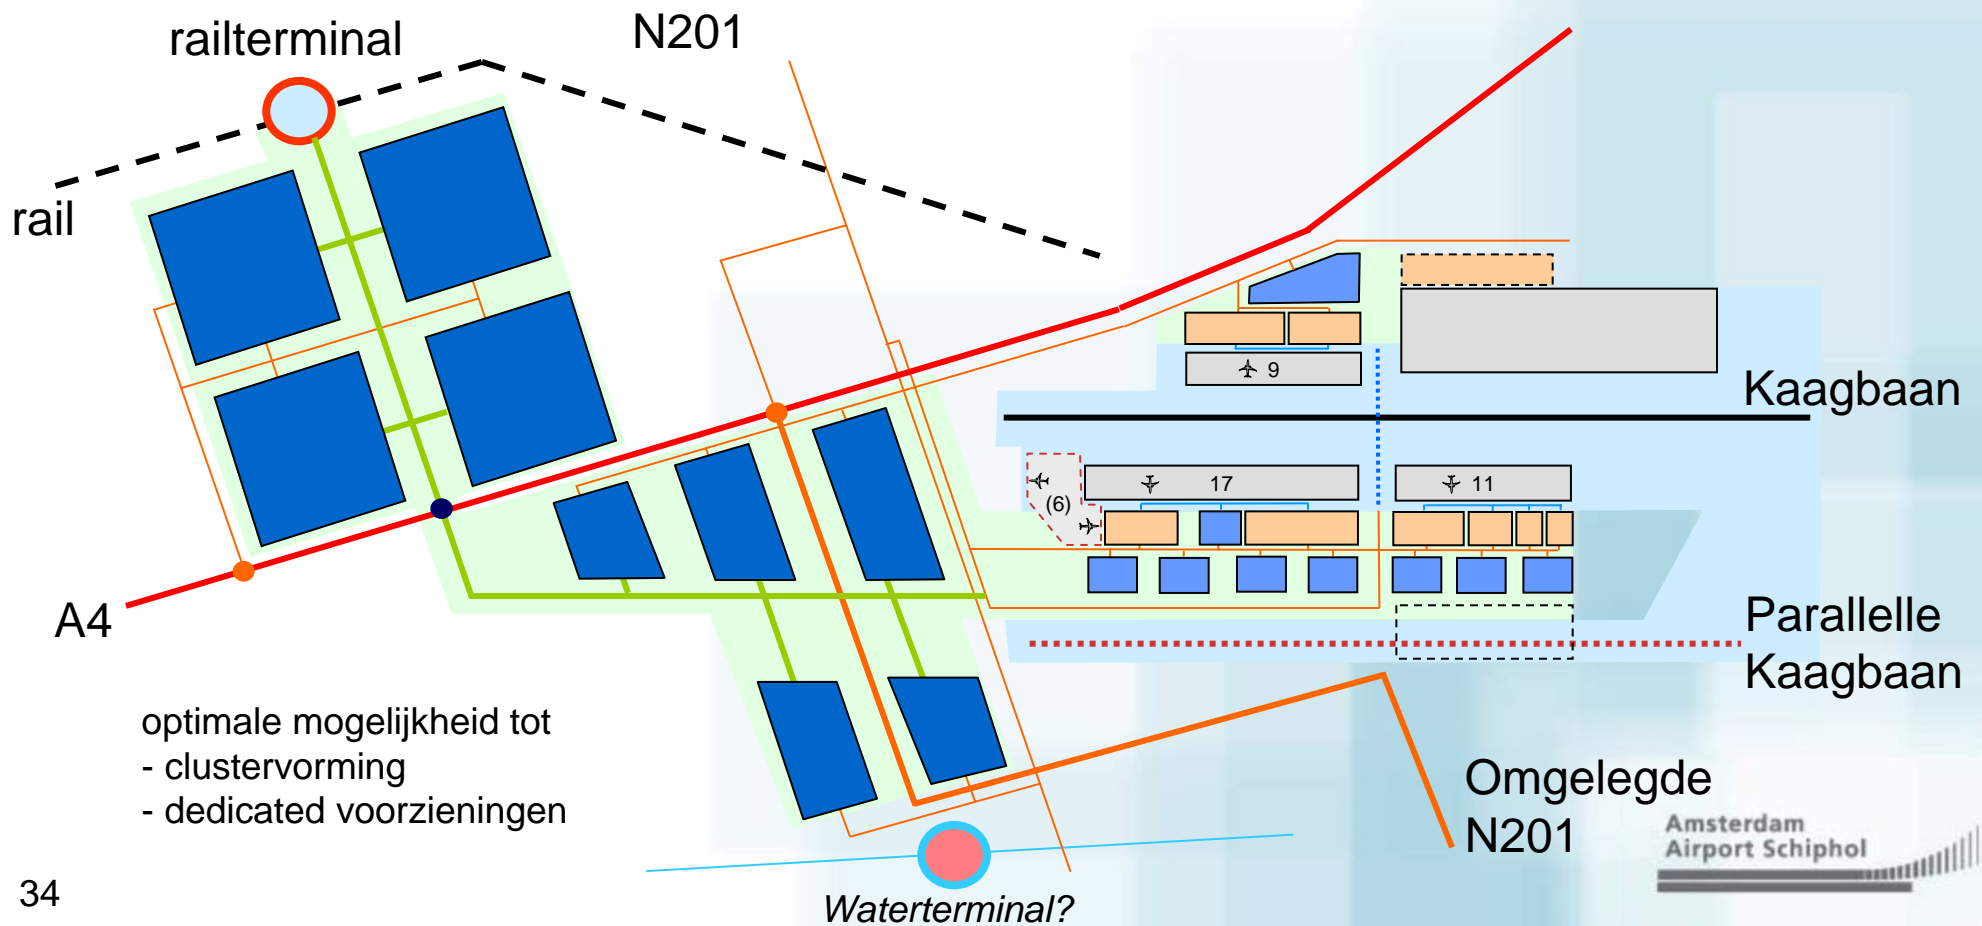 railterminal
N201
rail
9
Kaagbaan
17
11
(6)
A4
Parallelle
Kaagbaan
optimale mogelijkheid tot
- clustervorming
- dedicated voorzieningen
Omgelegde
N201
Amsterdam
Airport Schiphol
34
Waterterminal?